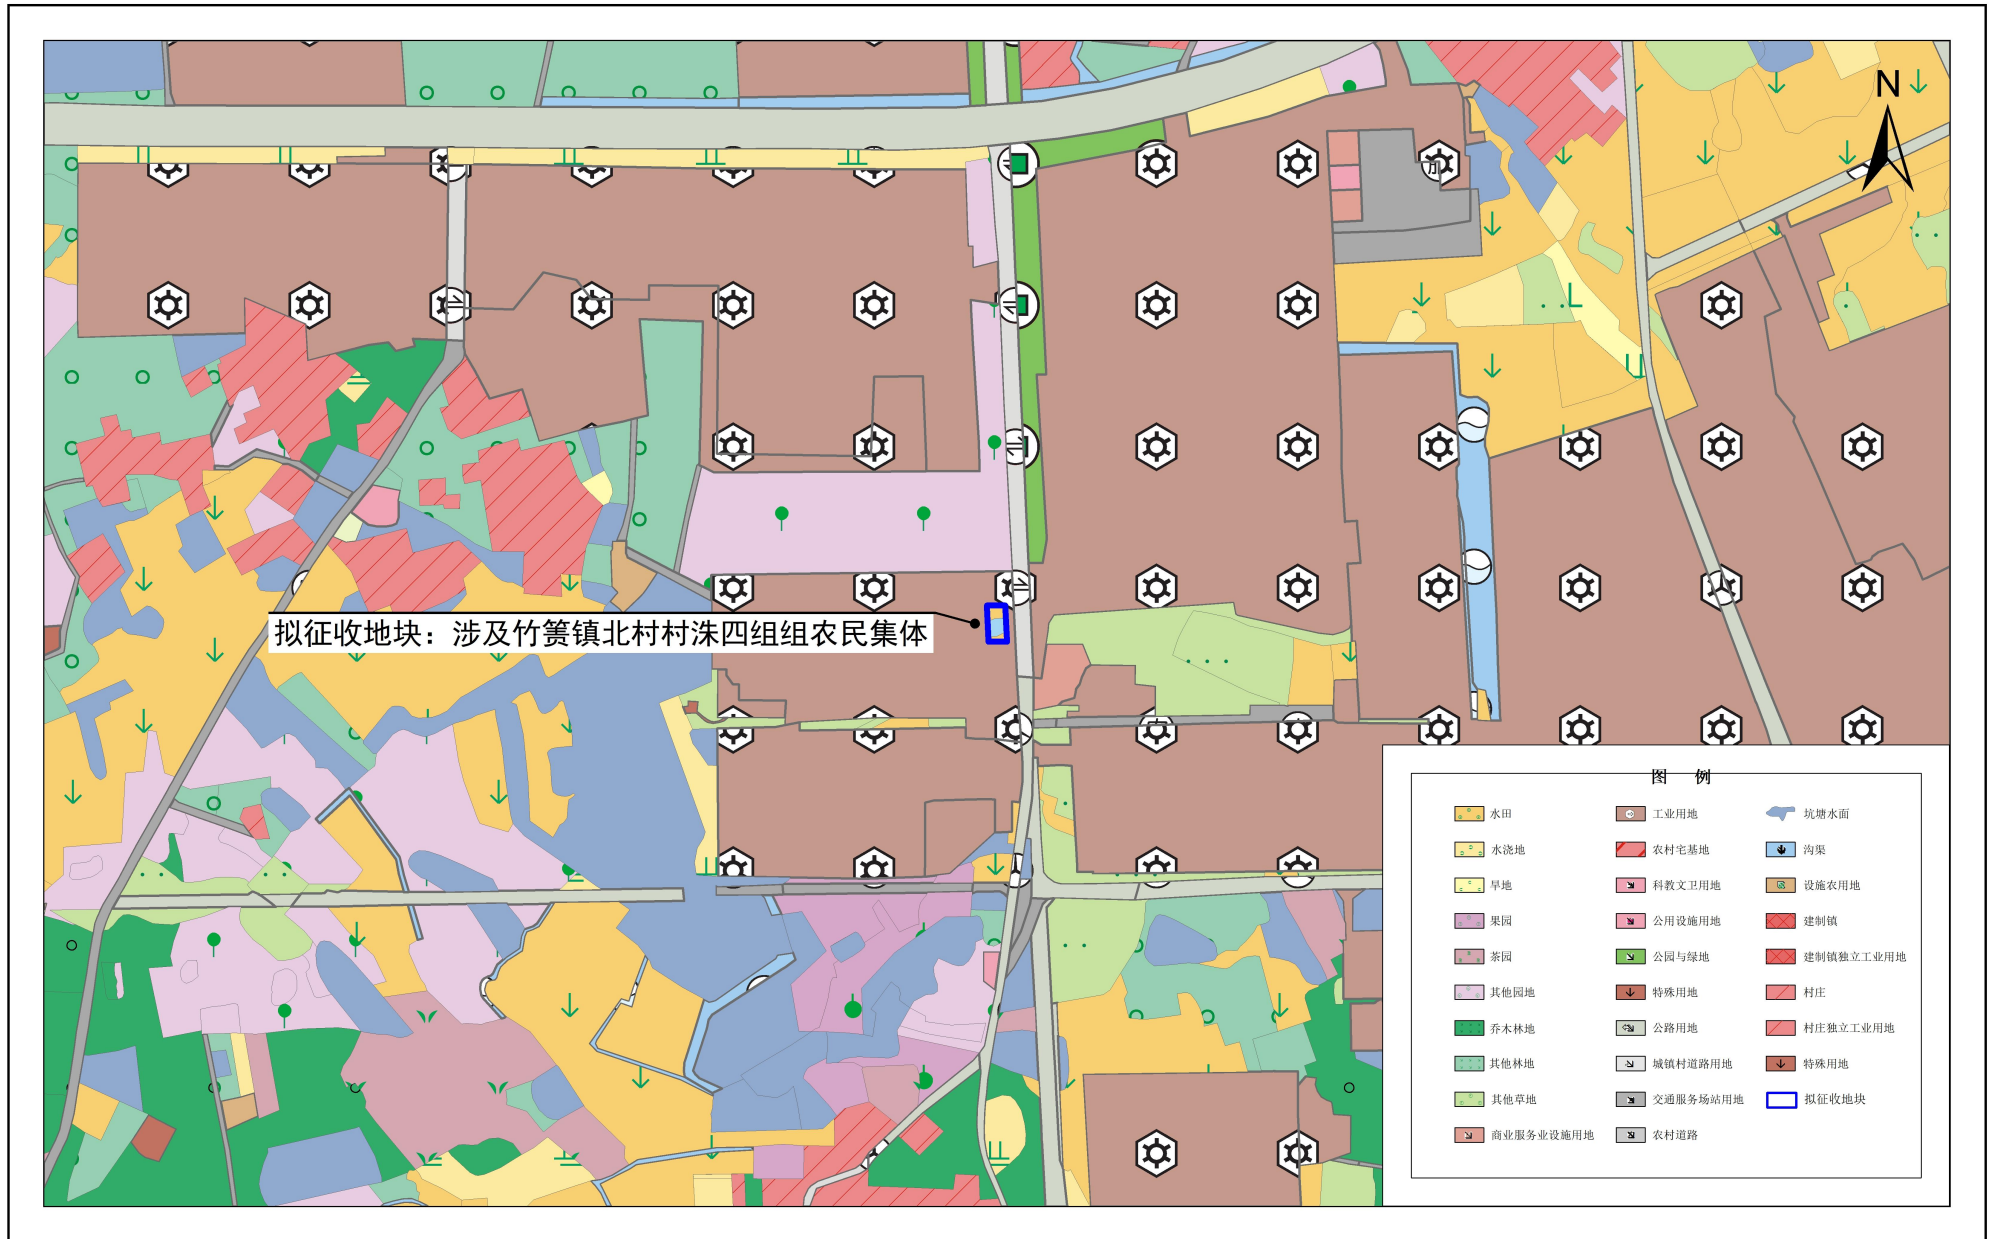 N
拟征收地块：涉及竹箦镇北村村洙四组组农民集体
图 例
水田
工业用地
坑塘水面
水浇地
农村宅基地
沟渠
旱地
科教文卫用地
设施农用地
果园
公用设施用地
建制镇
茶园
公园与绿地
建制镇独立工业用地
其他园地
特殊用地
村庄
乔木林地
公路用地
村庄独立工业用地
其他林地
城镇村道路用地
特殊用地
其他草地
交通服务场站用地
拟征收地块
商业服务业设施用地
农村道路